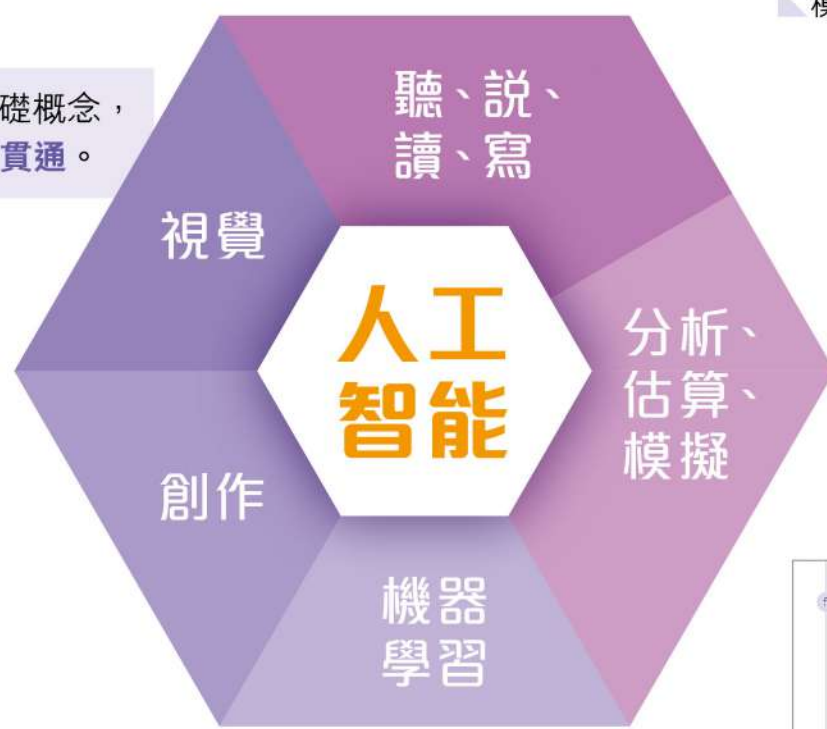 礎概念，
貫通。
聽、説、
讀、寫
視覺
人工
智能
分析、
估算、
模擬
創作
機器
學習